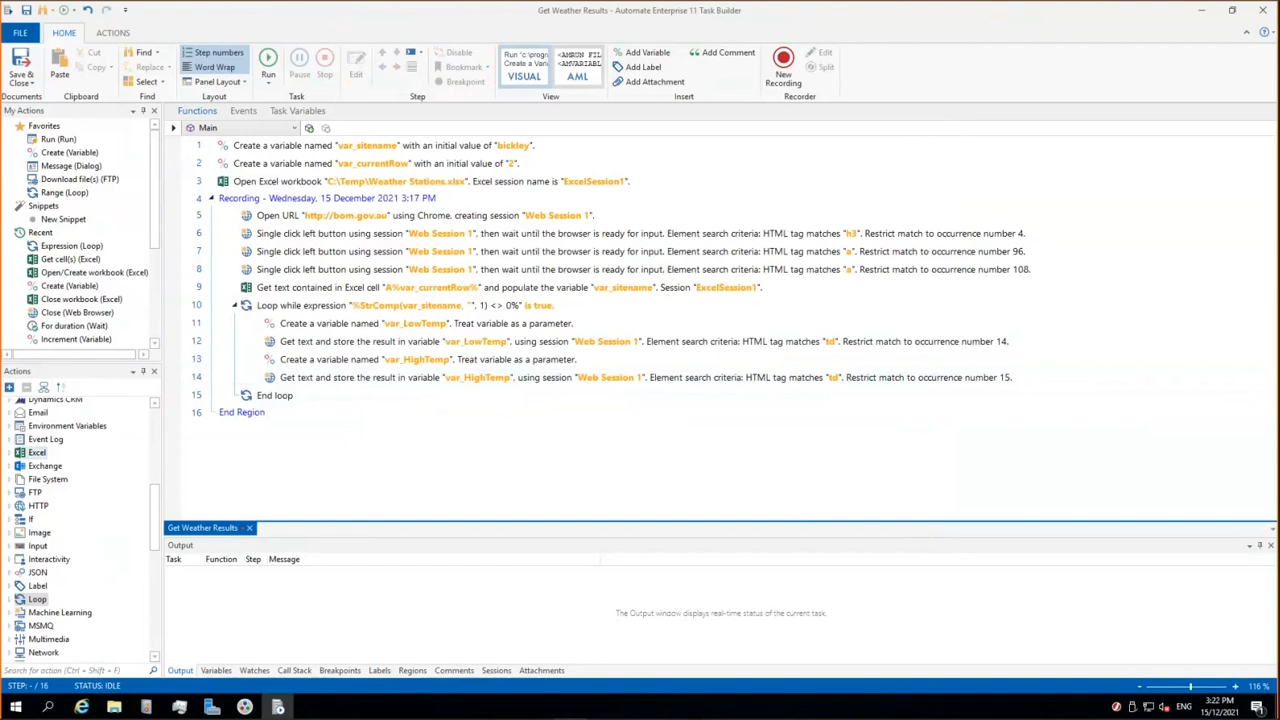 Get Weather Results - Automate Enterprise 11 Task Builder
FILE
HOME
ACTIONS
Save & Close
Documents
Paste
Cut
Copy
Clipboard
Find
Replace
Select
Find
Step numbers
Word Wrap
Panel Layout
Layout
Run
Pause
Stop
Task
Edit
Disable
Bookmark
Breakpoint
Step
Run 'c:\progr
Create a Vari
VISUAL
<AMRUN FIL
<AMVARIABL
AML
View
Add Variable
Add Label
Add Attachment
Add Comment
Insert
New Recording
Edit
Split
Recorder
My Actions
Favorites
Run (Run)
Create (Variable)
Message (Dialog)
Download file(s) (FTP)
Range (Loop)
Snippets
New Snippet
Recent
Expression (Loop)
Get cell(s) (Excel)
Open/Create workbook (Excel)
Create (Variable)
Close workbook (Excel)
Close (Web Browser)
For duration (Wait)
Increment (Variable)
Actions
Dynamics CRM
Email
Environment Variables
Event Log
Excel
Exchange
File System
FTP
HTTP
If
Image
Input
Interactivity
JSON
Label
Loop
Machine Learning
MSMQ
Multimedia
Network
Search for action (Ctrl + Shift + F)
Functions
Events
Task Variables
Main
1 Create a variable named "var_sitename" with an initial value of "bickley".
2 Create a variable named "var_currentRow" with an initial value of "2".
3 Open Excel workbook "C:\Temp\Weather Stations.xlsx". Excel session name is "ExcelSession1".
4 Recording - Wednesday, 15 December 2021 3:17 PM
5 Open URL "http://bom.gov.au" using Chrome, creating session "Web Session 1".
6 Single click left button using session "Web Session 1", then wait until the browser is ready for input. Element search criteria: HTML tag matches "h3". Restrict match to occurrence number 4.
7 Single click left button using session "Web Session 1", then wait until the browser is ready for input. Element search criteria: HTML tag matches "a". Restrict match to occurrence number 96.
8 Single click left button using session "Web Session 1", then wait until the browser is ready for input. Element search criteria: HTML tag matches "a". Restrict match to occurrence number 108.
9 Get text contained in Excel cell "A%var_currentRow%" and populate the variable "var_sitename". Session "ExcelSession1".
10 Loop while expression "%StrComp(var_sitename, "", 1) <> 0%" is true.
11 Create a variable named "var_LowTemp". Treat variable as a parameter.
12 Get text and store the result in variable "var_LowTemp", using session "Web Session 1". Element search criteria: HTML tag matches "td". Restrict match to occurrence number 14.
13 Create a variable named "var_HighTemp". Treat variable as a parameter.
14 Get text and store the result in variable "var_HighTemp", using session "Web Session 1". Element search criteria: HTML tag matches "td". Restrict match to occurrence number 15.
15 End loop
16 End Region
Get Weather Results
Output
Task Function Step Message
The Output window displays real-time status of the current task.
Output Variables Watches Call Stack Breakpoints Labels Regions Comments Sessions Attachments
STEP: - / 16 STATUS: IDLE
116 %
ENG
3:22 PM
15/12/2021
1